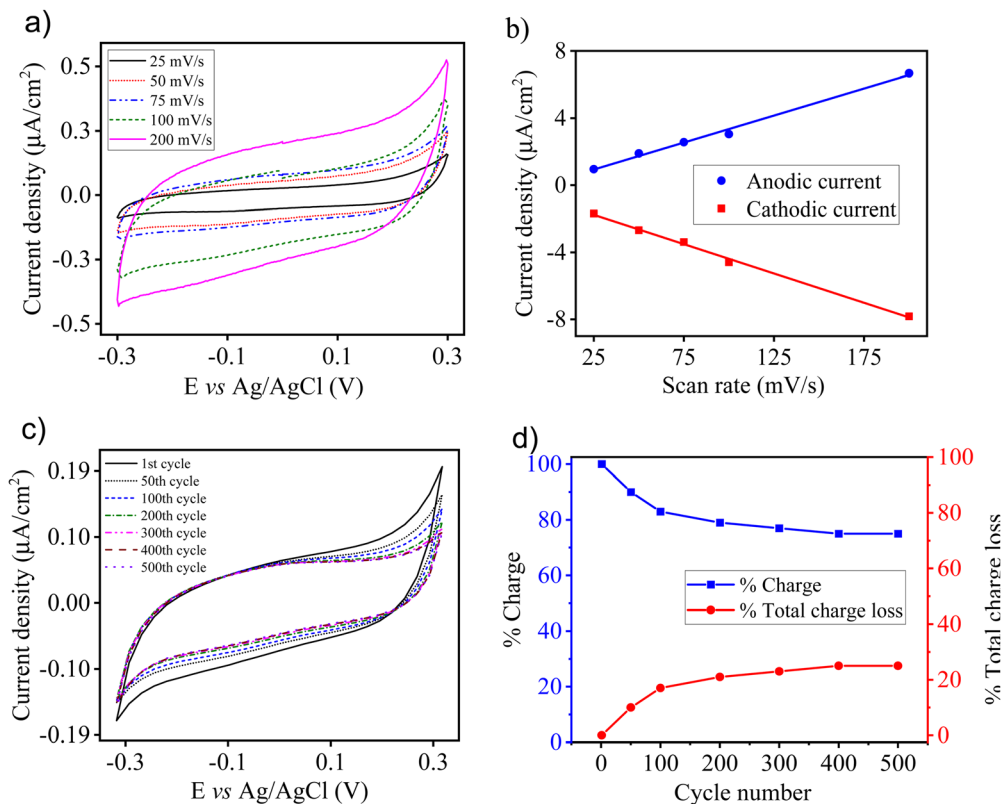 a)
Current density (µA/cm²)
0.5
0.3
0.0
-0.3
-0.5
25 mV/s
50 mV/s
75 mV/s
100 mV/s
200 mV/s
-0.3
-0.1
0.1
0.3
E vs Ag/AgCl (V)
b)
Current density (µA/cm²)
8
4
0
-4
-8
Anodic current
Cathodic current
25
75
125
175
Scan rate (mV/s)
c)
Current density (µA/cm²)
0.19
0.10
0.00
-0.10
-0.19
1st cycle
50th cycle
100th cycle
200th cycle
300th cycle
400th cycle
500th cycle
-0.3
-0.1
0.1
0.3
E vs Ag/AgCl (V)
d)
% Charge
100
80
60
40
20
0
% Charge
% Total charge loss
100
80
60
40
20
0
% Total charge loss
0
100
200
300
400
500
Cycle number